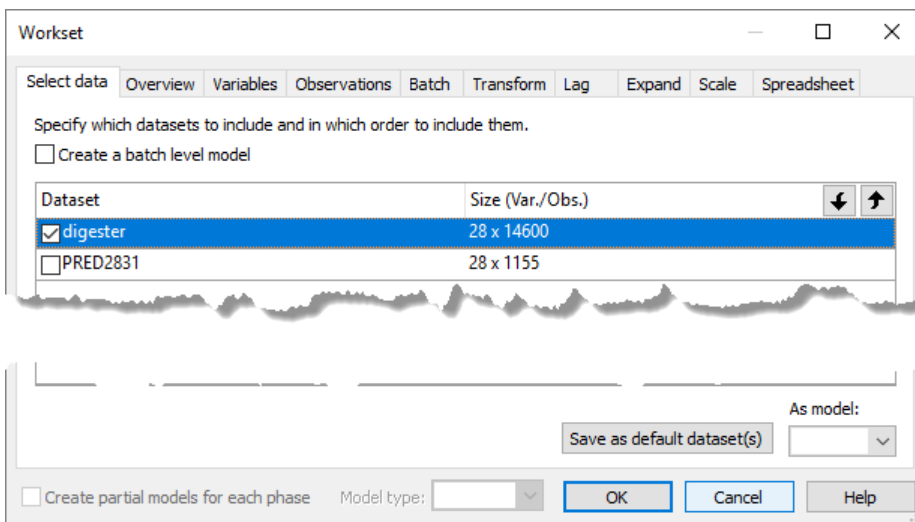 Workset
Select data Overview Variables Observations Batch Transform Lag Expand Scale Spreadsheet
Specify which datasets to include and in which order to include them.
Create a batch level model
Dataset Size (Var./Obs.)
digester 28 x 14600
PRED2831 28 x 1155
As model:
Save as default dataset(s)
Create partial models for each phase Model type: OK Cancel Help